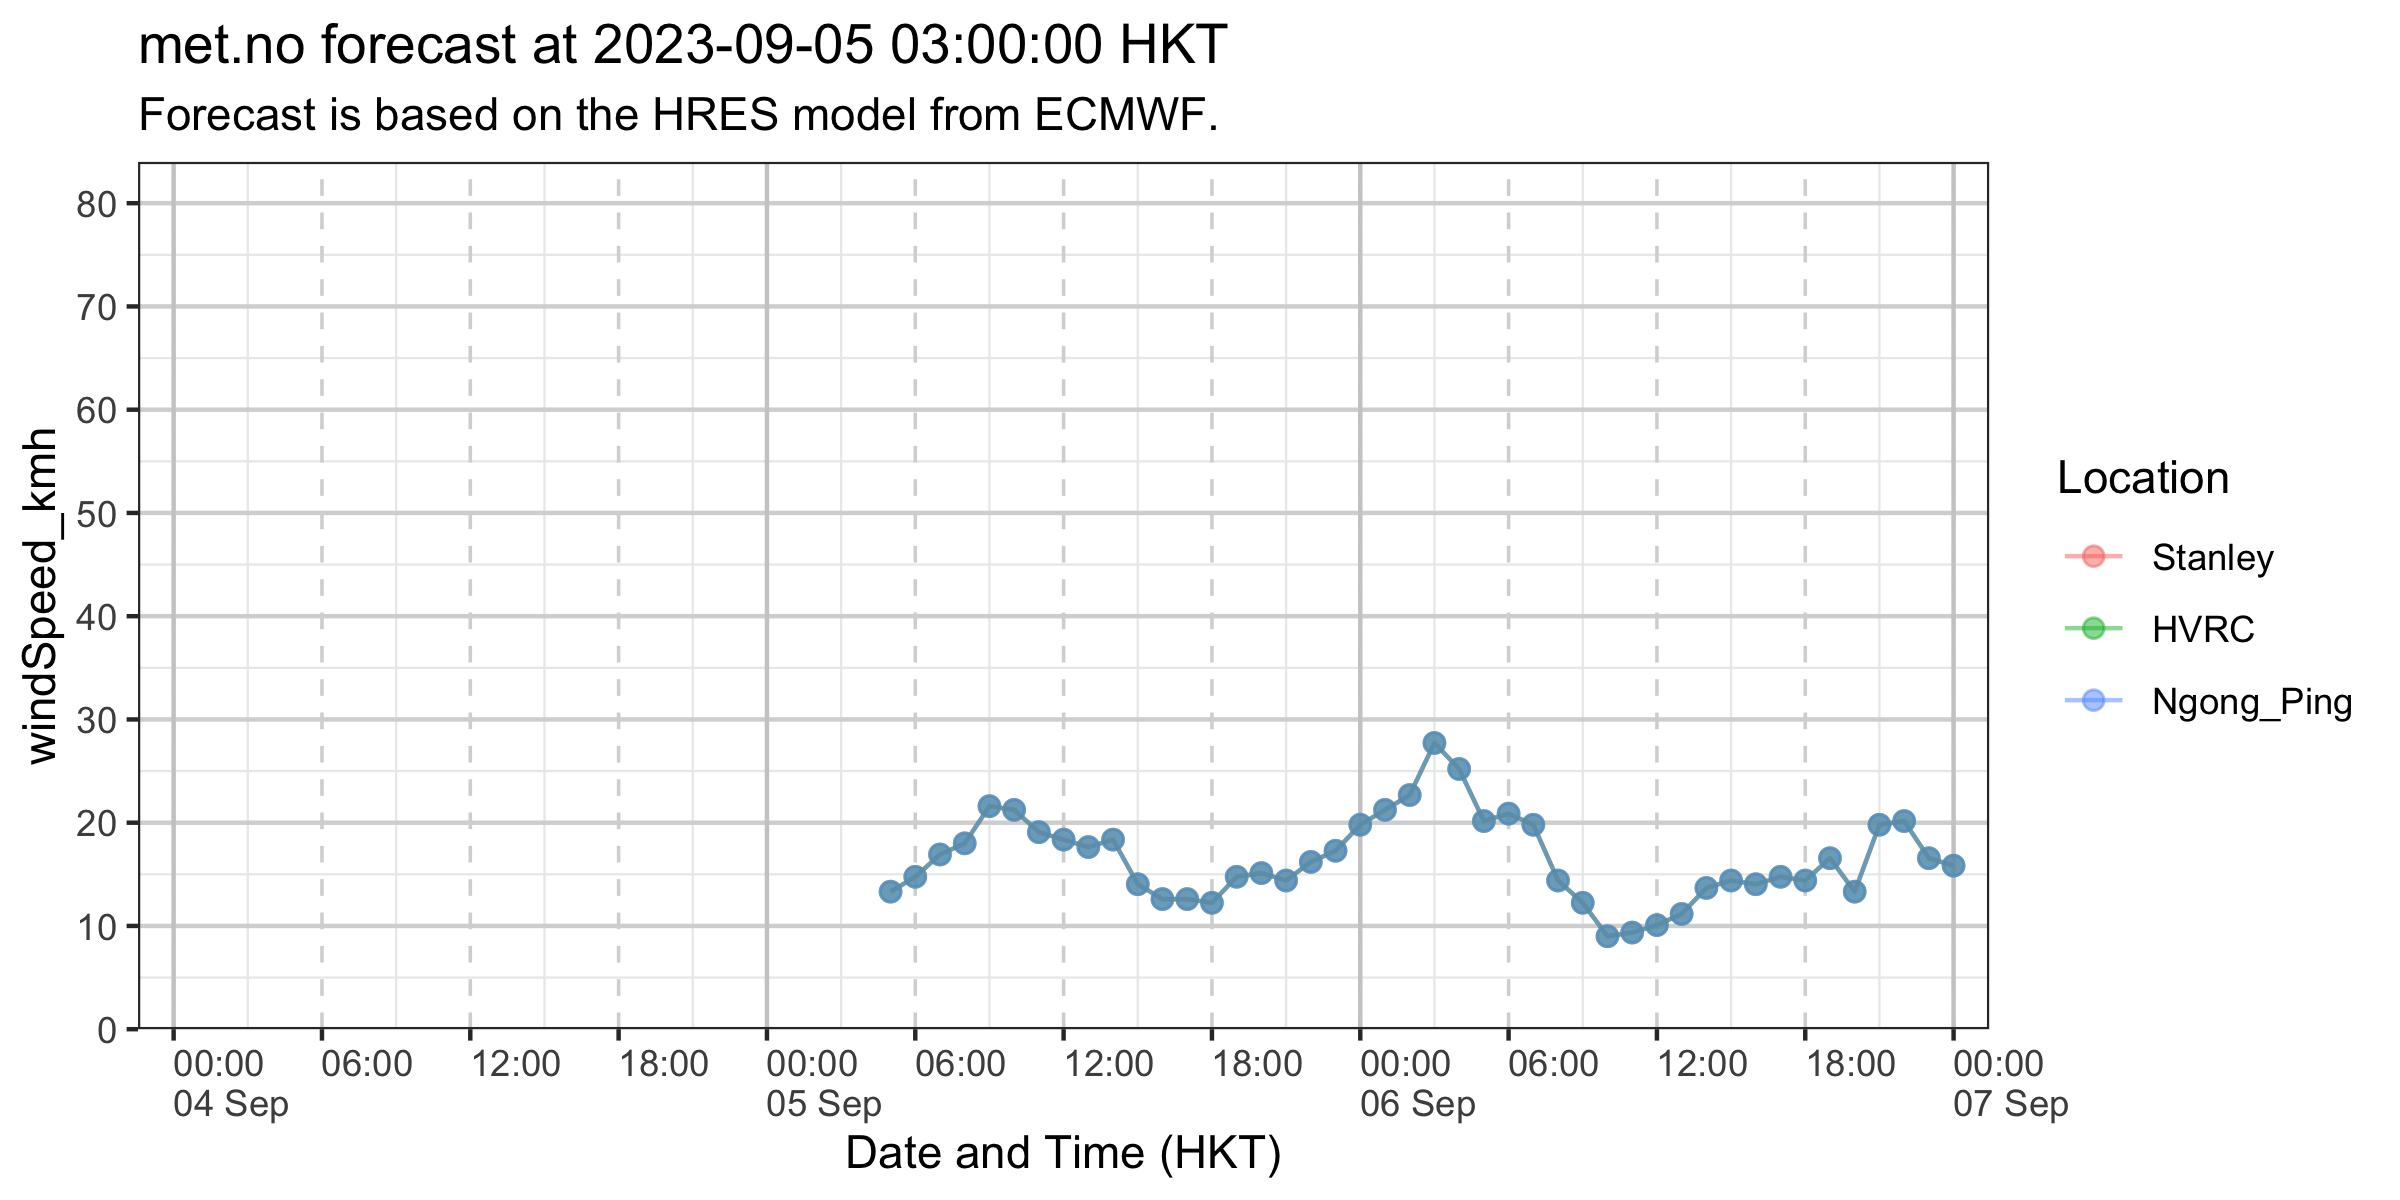 met.no forecast at 2023-09-05 03:00:00 HKT
Forecast is based on the HRES model from ECMWF.
windSpeed_kmh
80
70
60
50
40
30
20
10
0
00:00 06:00 12:00 18:00 00:00 06:00 12:00 18:00 00:00 06:00 12:00 18:00 00:00
04 Sep 05 Sep 06 Sep 07 Sep
Date and Time (HKT)
Location
Stanley
HVRC
Ngong_Ping